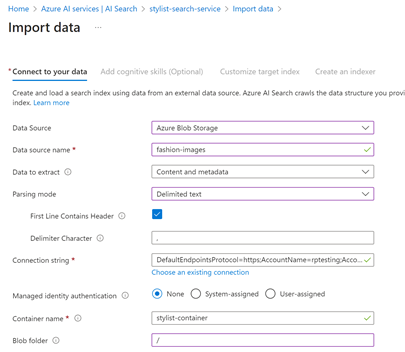 Home > Azure AI services | AI Search > stylist-search-service > Import data >
Import data ...
* Connect to your data Add cognitive skills (Optional) Customize target index Create an indexer
Create and load a search index using data from an external data source. Azure AI Search crawls the data structure you provi
index. Learn more
Data Source Azure Blob Storage
Data source name * fashion-images
Data to extract Content and metadata
Parsing mode Delimited text
First Line Contains Header
Delimiter Character ,
Connection string * DefaultEndpointsProtocol=https;AccountName=rptesting;Acco...
Choose an existing connection
Managed identity authentication None System-assigned User-assigned
Container name * stylist-container
Blob folder /